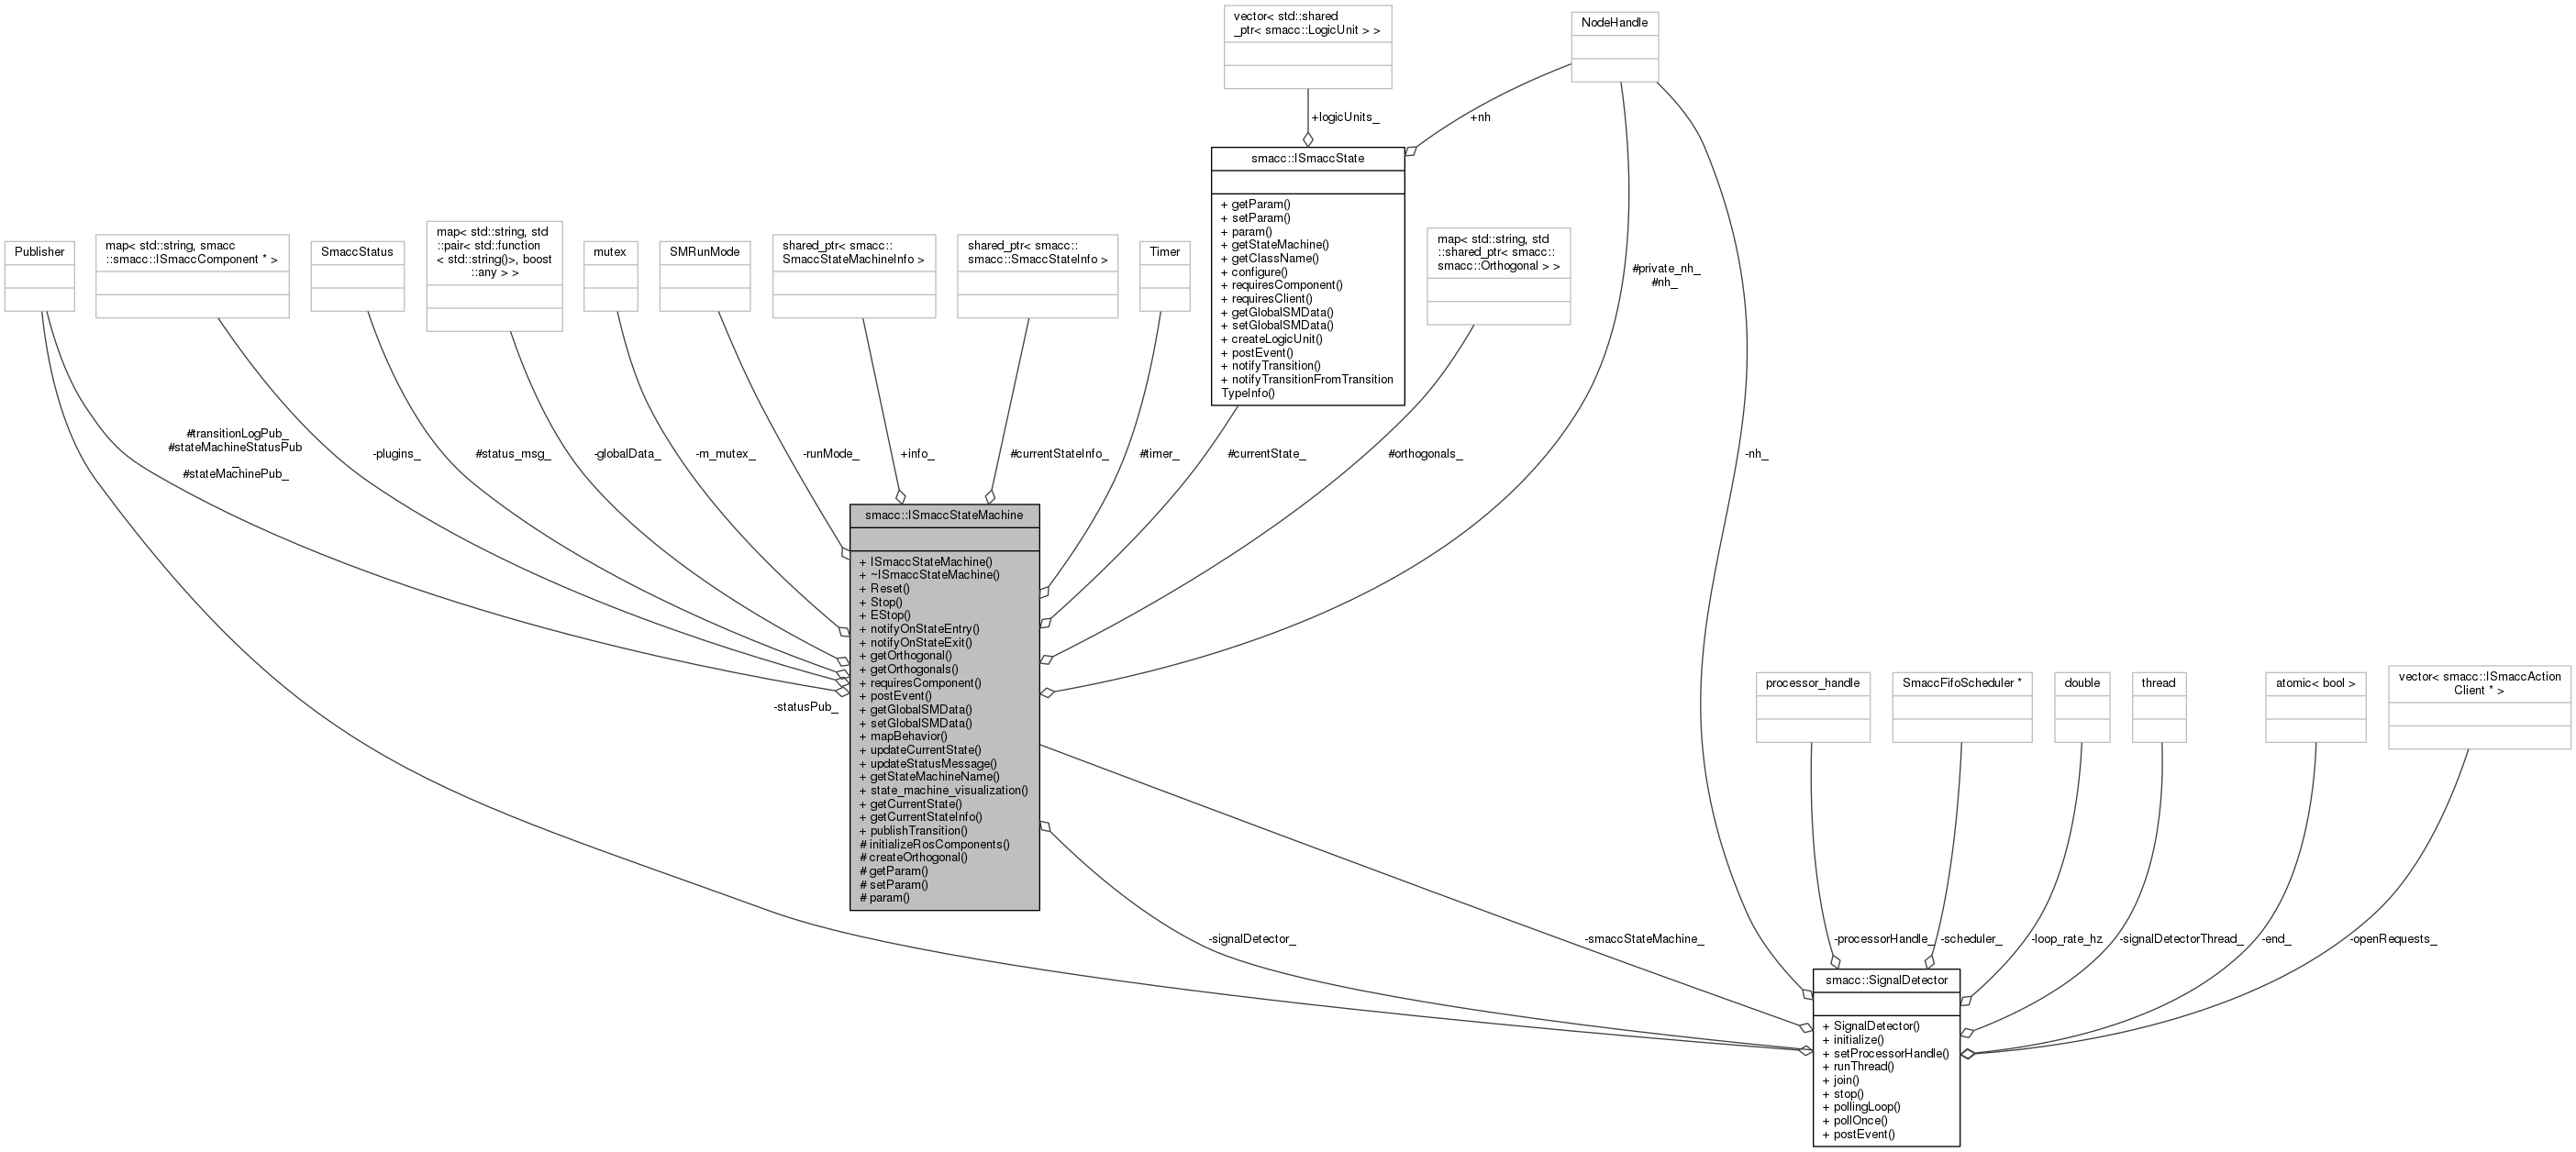 vector< std::shared
_ptr< smacc::LogicUnit > >
NodeHandle
+logicUnits_
+nh
smacc::ISmaccState
+ getParam()
+ setParam()
+ param()
+ getStateMachine()
+ getClassName()
+ configure()
+ requiresComponent()
+ requiresClient()
+ getGlobalSMData()
+ setGlobalSMData()
+ createLogicUnit()
+ postEvent()
+ notifyTransition()
+ notifyTransitionFromTransition
TypeInfo()
Publisher
map< std::string, smacc
::smacc::ISmaccComponent * >
SmaccStatus
map< std::string, std
::pair< std::function
< std::string()>, boost
::any > >
mutex
SMRunMode
shared_ptr< smacc::
SmaccStateMachineInfo >
shared_ptr< smacc::
smacc::SmaccStateInfo >
Timer
map< std::string, std
::shared_ptr< smacc::
smacc::Orthogonal > >
#private_nh_
#nh_
#transitionLogPub_
#stateMachineStatusPub
_
#stateMachinePub_
-plugins_
#status_msg_
-globalData_
-m_mutex_
-runMode_
+info_
#currentStateInfo_
#timer_
#currentState_
#orthogonals_
-nh_
smacc::ISmaccStateMachine
+ ISmaccStateMachine()
+ ~ISmaccStateMachine()
+ Reset()
+ Stop()
+ EStop()
+ notifyOnStateEntry()
+ notifyOnStateExit()
+ getOrthogonal()
+ getOrthogonals()
+ requiresComponent()
+ postEvent()
+ getGlobalSMData()
+ setGlobalSMData()
+ mapBehavior()
+ updateCurrentState()
+ updateStatusMessage()
+ getStateMachineName()
+ state_machine_visualization()
+ getCurrentState()
+ getCurrentStateInfo()
+ publishTransition()
# initializeRosComponents()
# createOrthogonal()
# getParam()
# setParam()
# param()
-statusPub_
processor_handle
SmaccFifoScheduler *
double
thread
atomic< bool >
vector< smacc::ISmaccAction
Client * >
-signalDetector_
-smaccStateMachine_
-processorHandle_
-scheduler_
-loop_rate_hz
-signalDetectorThread_
-end_
-openRequests_
smacc::SignalDetector
+ SignalDetector()
+ initialize()
+ setProcessorHandle()
+ runThread()
+ join()
+ stop()
+ pollingLoop()
+ pollOnce()
+ postEvent()